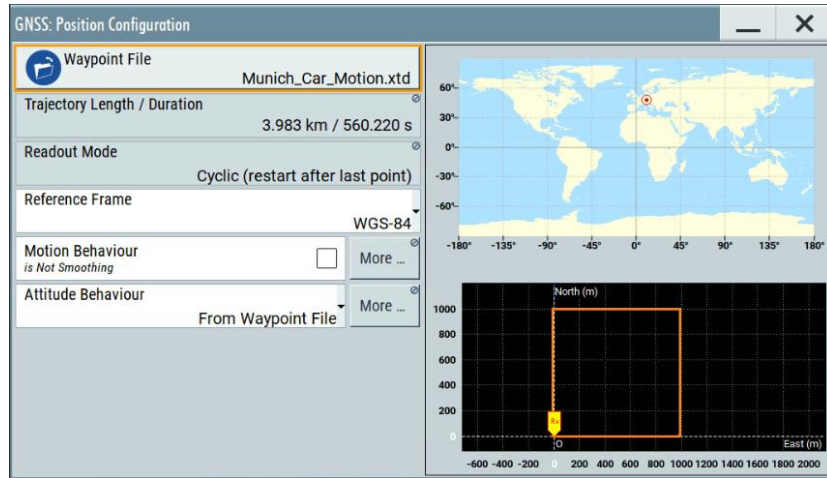 GNSS: Position Configuration
Waypoint File
Munich_Car_Motion.xtd
Trajectory Length / Duration
3.983 km / 560.220 s
Readout Mode
Cyclic (restart after last point)
Reference Frame
WGS-84
Motion Behaviour
is Not Smoothing
More ...
Attitude Behaviour
From Waypoint File
More ...
60°
30°
0°
-30°
-60°
-180° -135° -90° -45° 0° 45° 90° 135° 180°
North (m)
1000
800
600
400
200
0
Rx
O
East (m)
-600 -400 -200 0 200 400 600 800 1000 1200 1400 1600 1800 2000